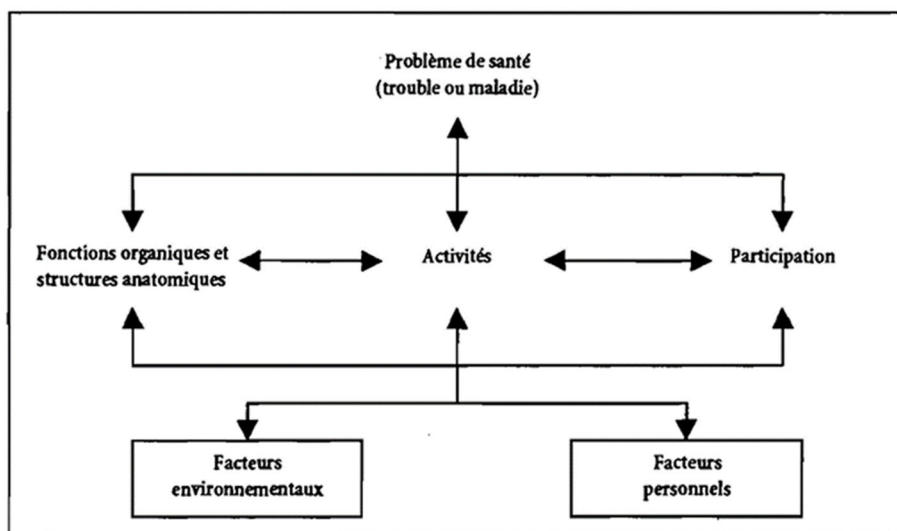 Problème de santé
(trouble ou maladie)
Fonctions organiques et
structures anatomiques
Activités
Participation
Facteurs
environnementaux
Facteurs
personnels